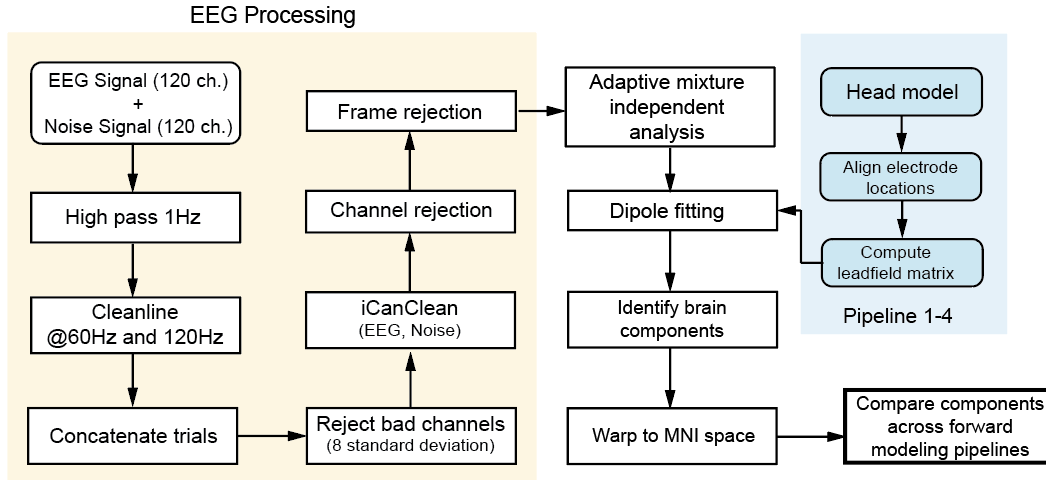 EEG Processing
EEG Signal (120 ch.)
+
Noise Signal (120 ch.)
High pass 1Hz
Cleanline
@60Hz and 120Hz
Concatenate trials
Reject bad channels
(8 standard deviation)
iCanClean
(EEG, Noise)
Channel rejection
Frame rejection
Adaptive mixture
independent
analysis
Dipole fitting
Identify brain
components
Warp to MNI space
Head model
Align electrode
locations
Compute
leadfield matrix
Pipeline 1-4
Compare components
across forward
modeling pipelines